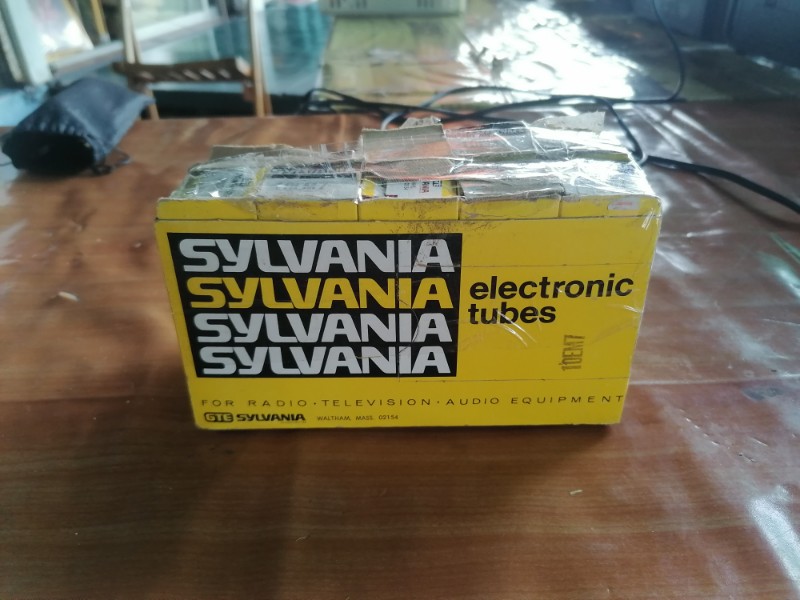 SYLVANIA
SYLVANIA
SYLVANIA
SYLVANIA
electronic
tubes
10EM7
FOR RADIO · TELEVISION · AUDIO EQUIPMENT
GTE SYLVANIA WALTHAM, MASS. 02154